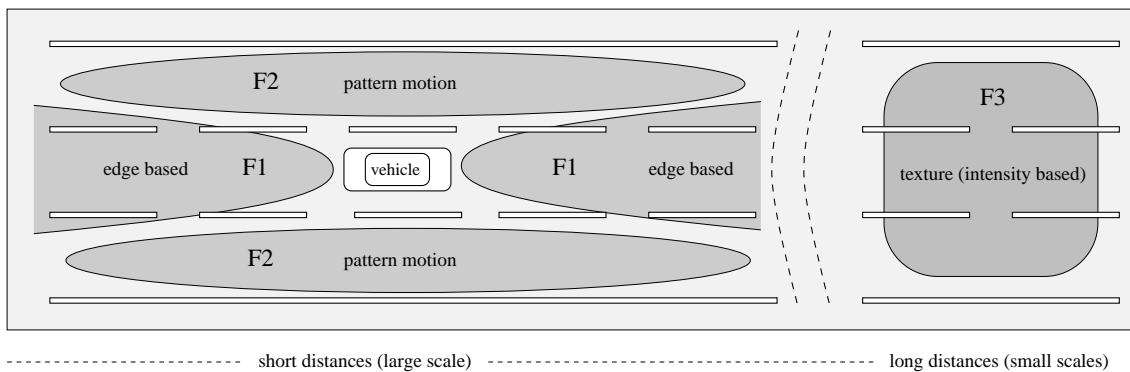 F2 pattern motion
F3
edge based F1 vehicle F1 edge based texture (intensity based)
F2 pattern motion
short distances (large scale) long distances (small scales)